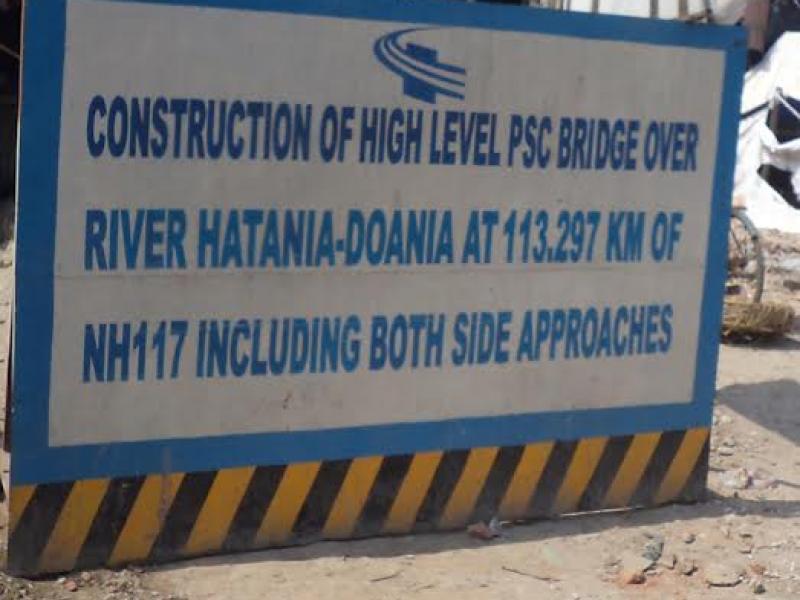 CONSTRUCTION OF HIGH LEVEL PSC BRIDGE OVER
RIVER HATANIA-DOANIA AT 113.297 KM OF
NH117 INCLUDING BOTH SIDE APPROACHES